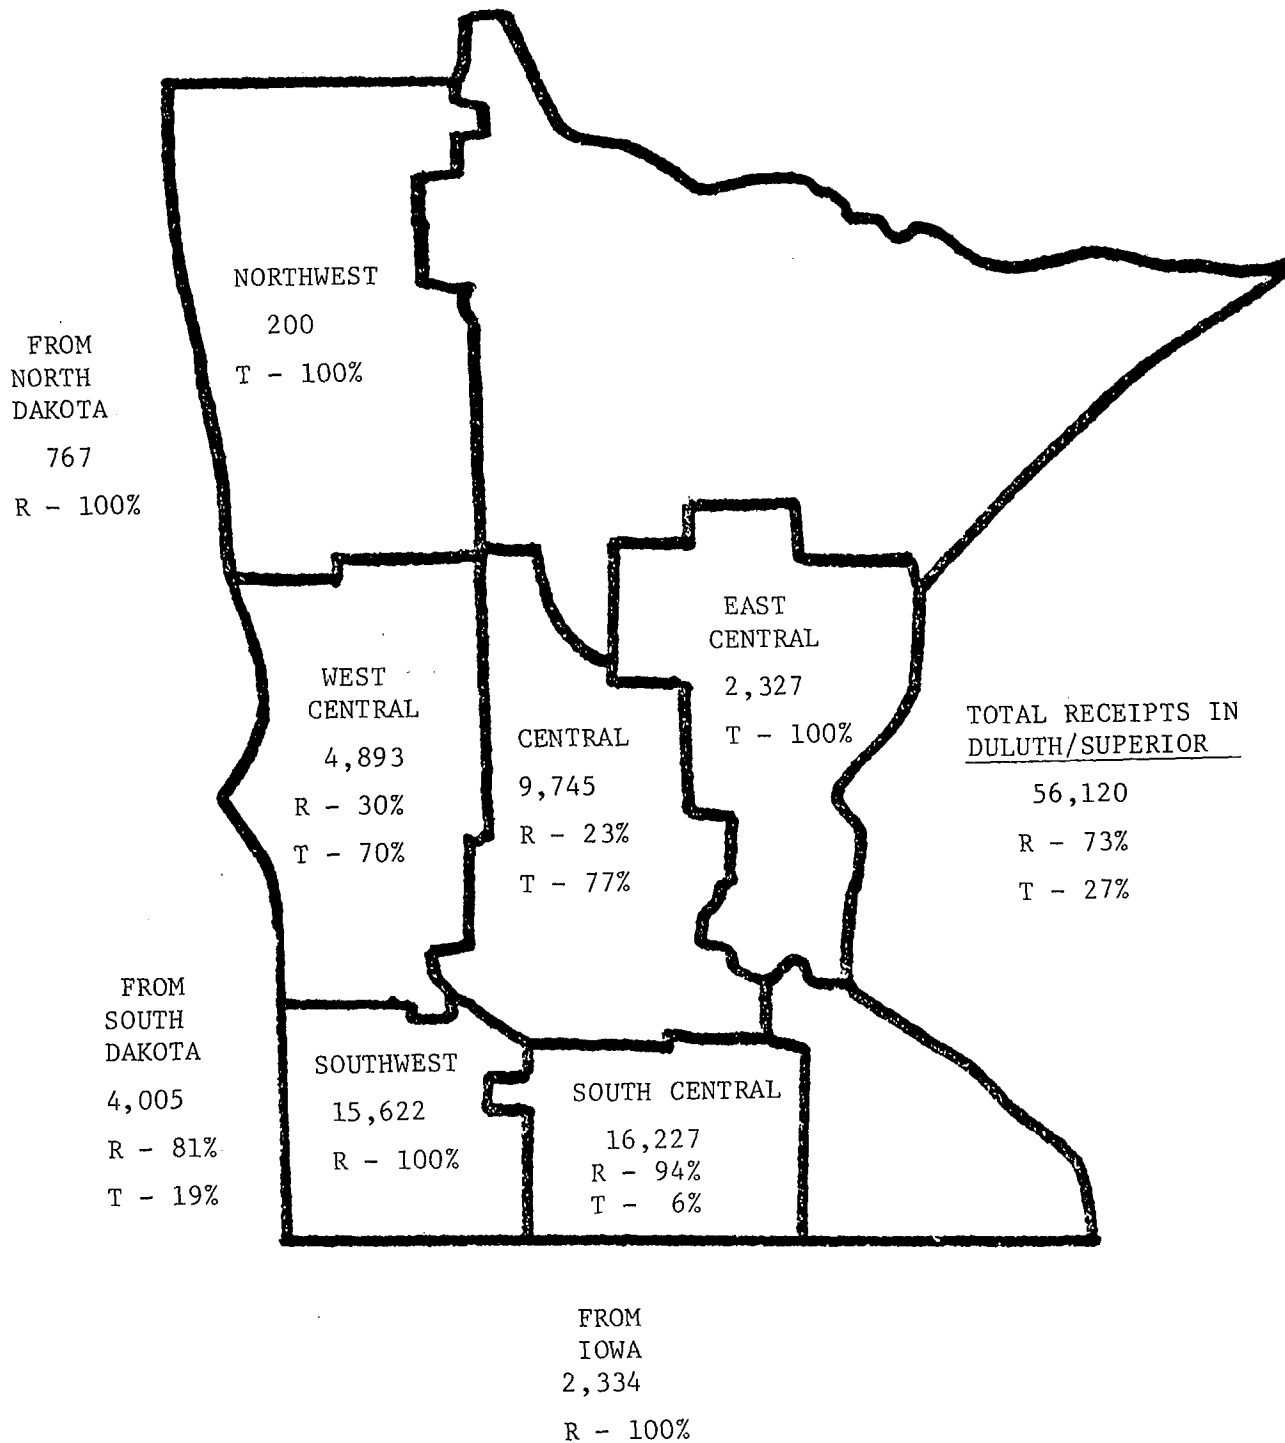 NORTHWEST
200
T - 100%
FROM
NORTH
DAKOTA
767
R - 100%
EAST
CENTRAL
2,327
T - 100%
WEST
CENTRAL
4,893
R - 30%
T - 70%
CENTRAL
9,745
R - 23%
T - 77%
TOTAL RECEIPTS IN
DULUTH/SUPERIOR
56,120
R - 73%
T - 27%
FROM
SOUTH
DAKOTA
4,005
R - 81%
T - 19%
SOUTHWEST
15,622
R - 100%
SOUTH CENTRAL
16,227
R - 94%
T - 6%
FROM
IOWA
2,334
R - 100%